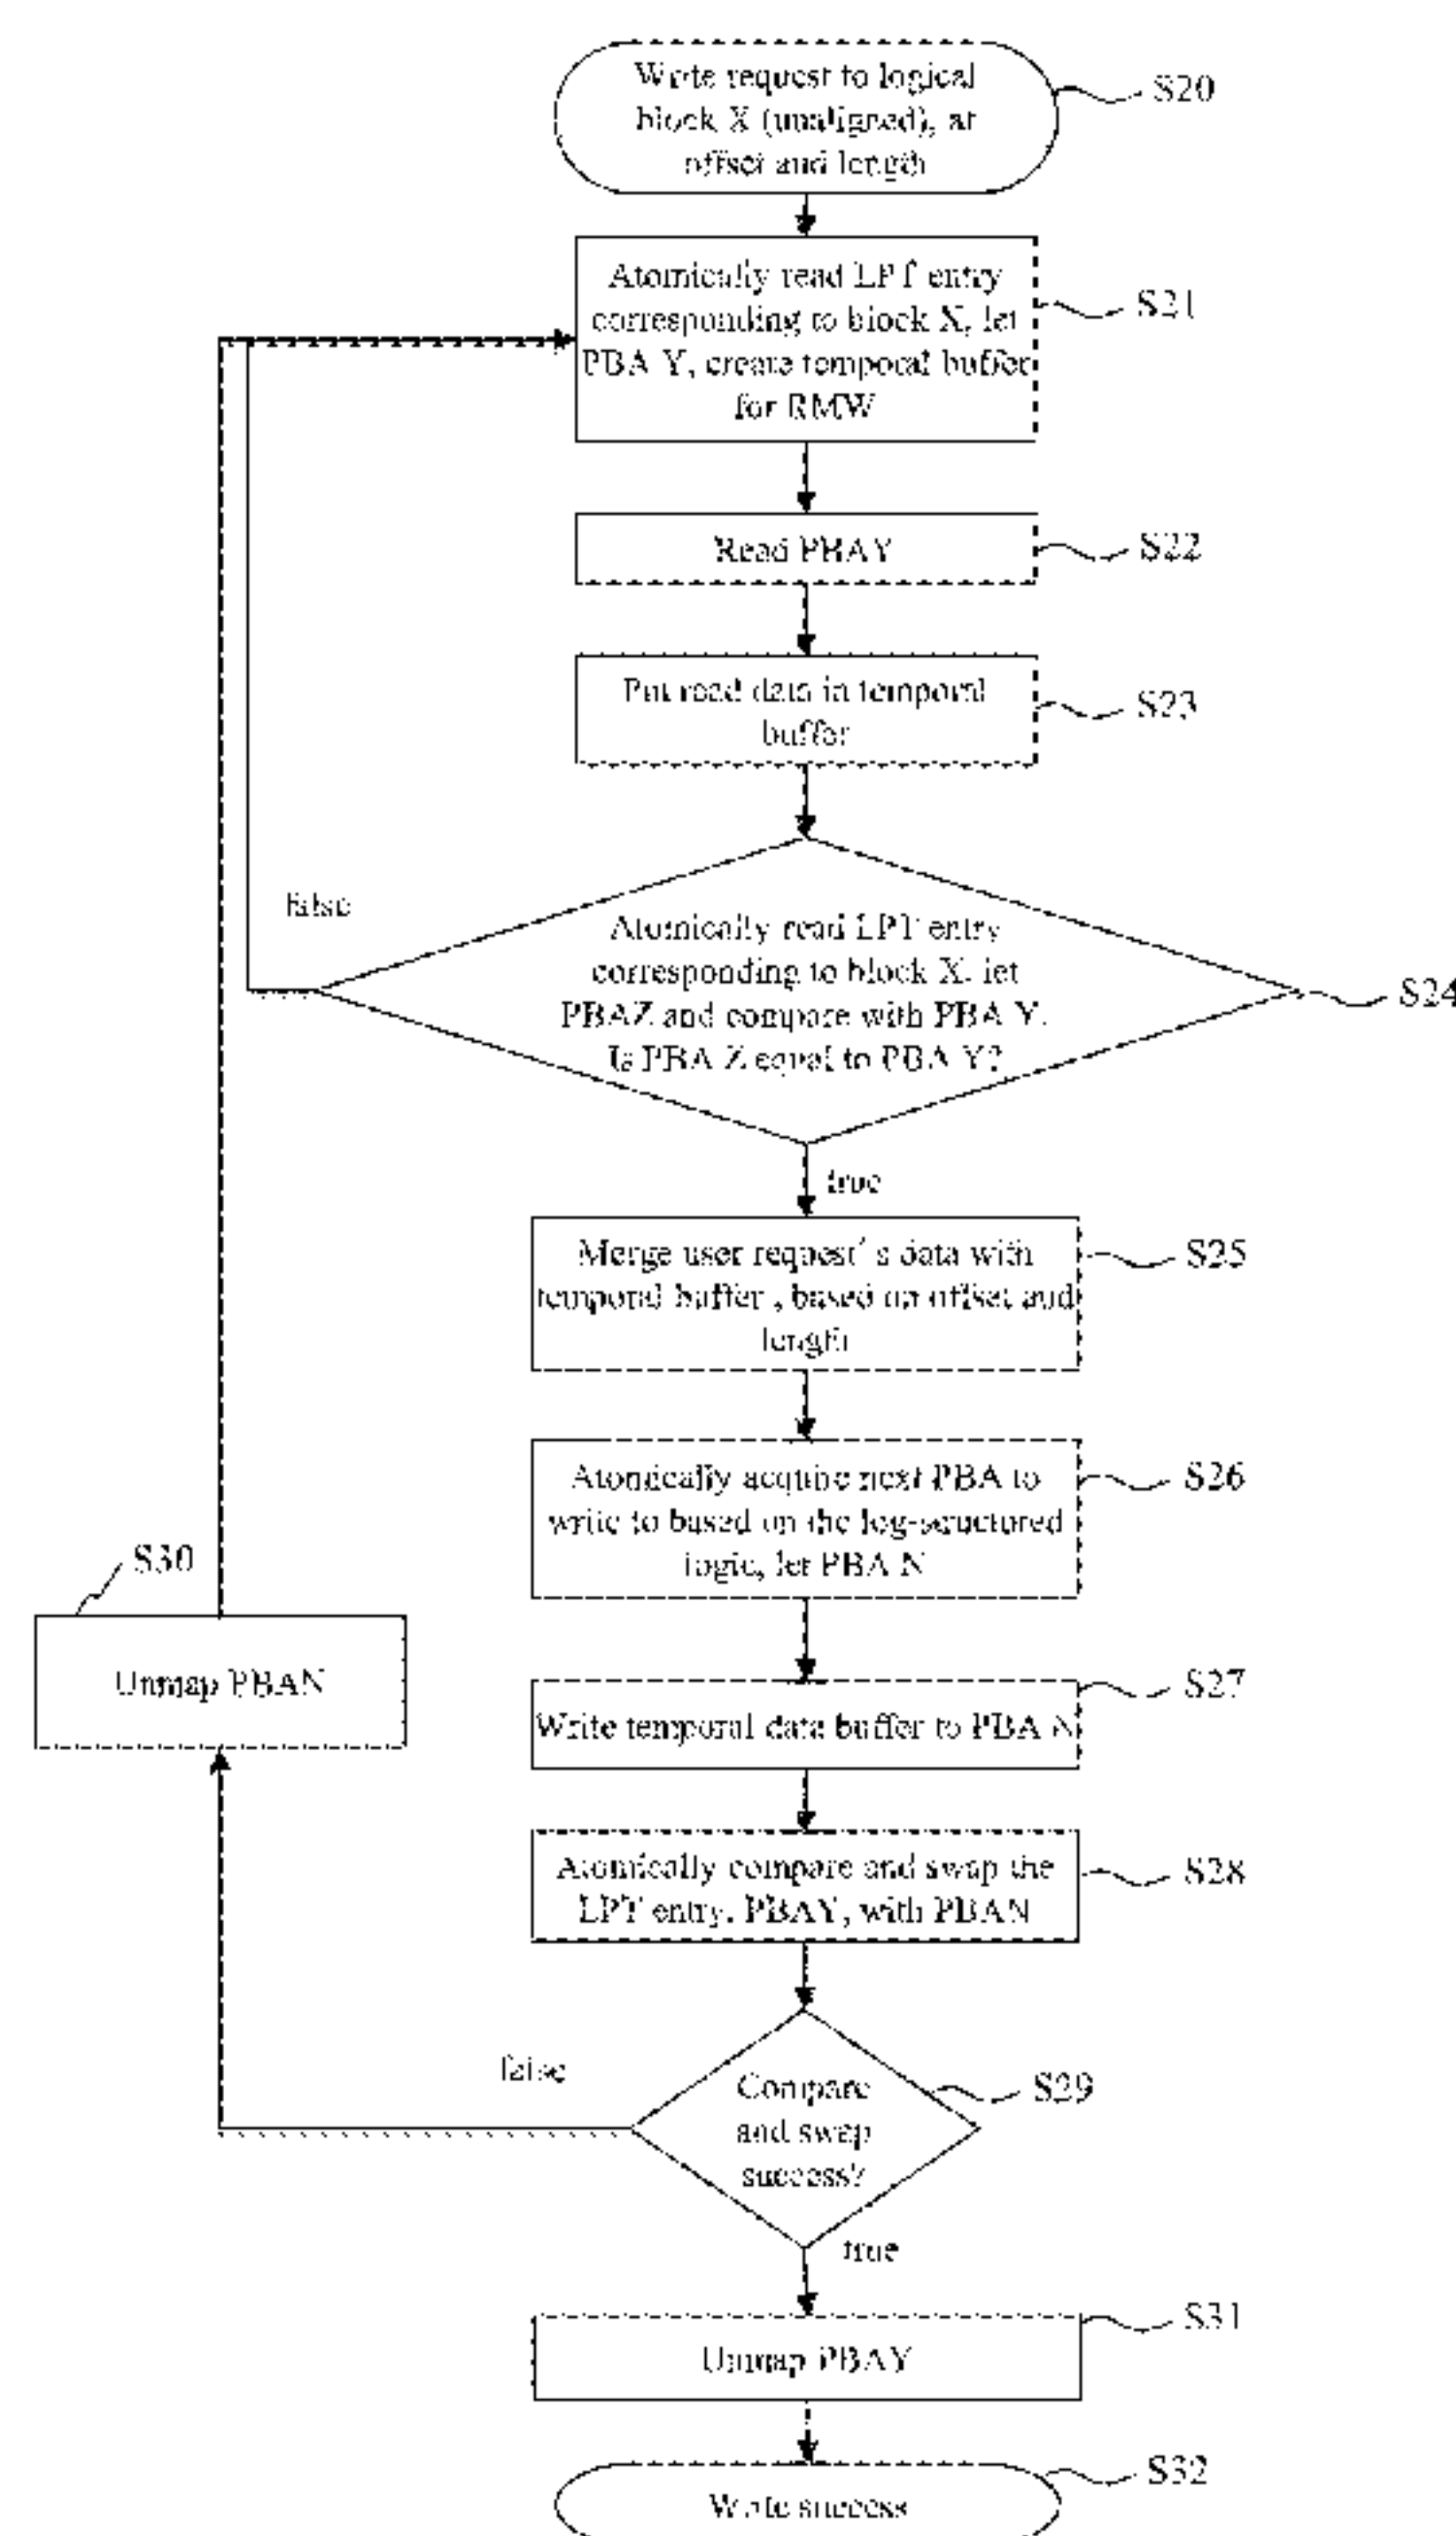 Write request to logical
block X (unaligned), at
offset and length
S20
Atomically read LPT entry
corresponding to block X, let
PBA Y, create temporal buffer
for RMW
S21
Read PBAY
S22
Put read data in temporal
buffer
S23
false
Atomically read LPT entry
corresponding to block X. let
PBAZ and compare with PBA Y.
Is PBA Z equal to PBA Y?
S24
true
Merge user request's data with
temporal buffer , based on offset and
length
S25
Atomically acquire next PBA to
write to based on the log-structured
logic, let PBA N
S26
S30
Unmap PBAN
Write temporal data buffer to PBA N
S27
Atomically compare and swap the
LPT entry. PBAY, with PBAN
S28
false
Compare
and swap
success?
S29
true
Unmap PBAY
S31
Write success
S32